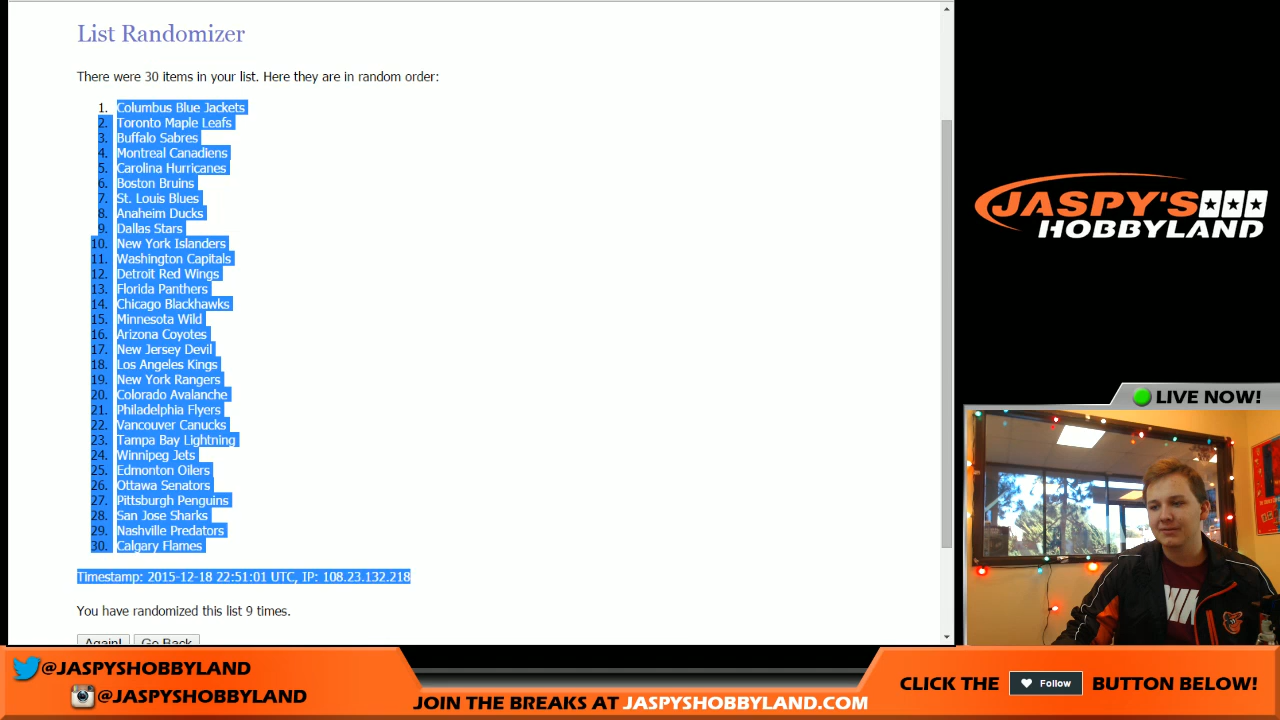 List Randomizer
There were 30 items in your list. Here they are in random order:
1. Columbus Blue Jackets
2. Toronto Maple Leafs
3. Buffalo Sabres
4. Montreal Canadiens
5. Carolina Hurricanes
6. Boston Bruins
7. St. Louis Blues
8. Anaheim Ducks
9. Dallas Stars
10. New York Islanders
11. Washington Capitals
12. Detroit Red Wings
13. Florida Panthers
14. Chicago Blackhawks
15. Minnesota Wild
16. Arizona Coyotes
17. New Jersey Devil
18. Los Angeles Kings
19. New York Rangers
20. Colorado Avalanche
21. Philadelphia Flyers
22. Vancouver Canucks
23. Tampa Bay Lightning
24. Winnipeg Jets
25. Edmonton Oilers
26. Ottawa Senators
27. Pittsburgh Penguins
28. San Jose Sharks
29. Nashville Predators
30. Calgary Flames
Timestamp: 2015-12-18 22:51:01 UTC, IP: 108.23.132.218
You have randomized this list 9 times.
Again! Go Back
JASPY'S
HOBBYLAND
LIVE NOW!
@JASPYSHOBBYLAND
@JASPYSHOBBYLAND
JOIN THE BREAKS AT JASPYSHOBBYLAND.COM
CLICK THE Follow BUTTON BELOW!